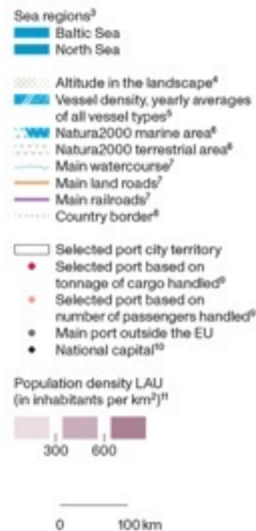 Sea regions³
Baltic Sea
North Sea
Altitude in the landscape⁴
Vessel density, yearly averages
of all vessel types⁵
Natura2000 marine area⁶
Natura2000 terrestrial area⁶
Main watercourse⁷
Main land roads⁷
Main railroads⁷
Country border⁸
Selected port city territory
Selected port based on
tonnage of cargo handled⁹
Selected port based on
number of passengers handled⁹
Main port outside the EU
National capital¹⁰
Population density LAU
(in inhabitants per km²)¹¹
300 600
0 100 km